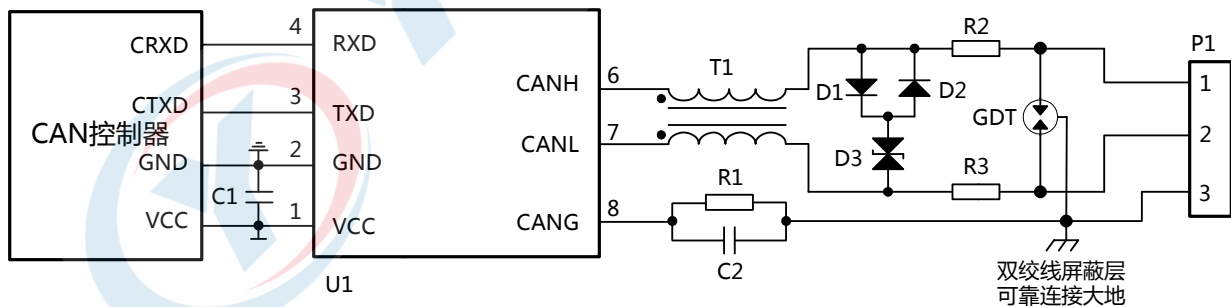 CAN控制器
CRXD
CTXD
GND
VCC
4
3
2
1
C1
RXD
TXD
GND
VCC
CANH
CANL
CANG
U1
6
7
8
T1
R1
C2
D1
D2
D3
R2
R3
GDT
P1
1
2
3
双绞线屏蔽层
可靠连接大地